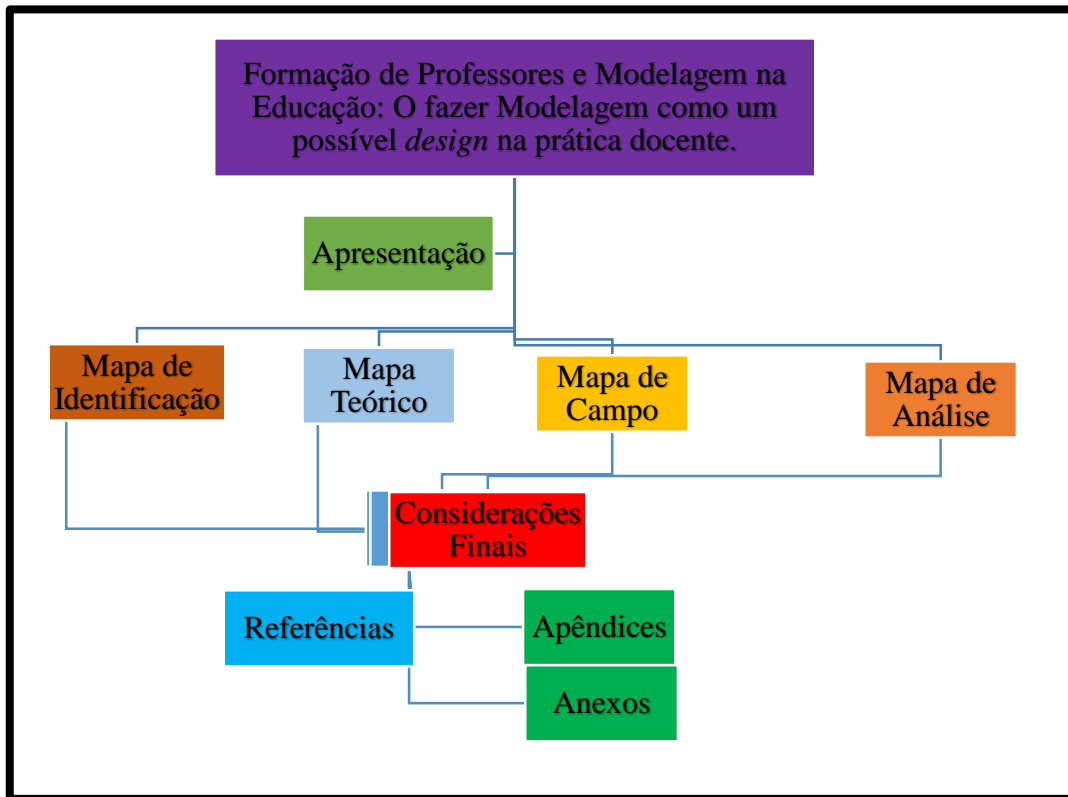 Formação de Professores e Modelagem na
Educação: O fazer Modelagem como um
possível design na prática docente.
Apresentação
Mapa de
Identificação
Mapa
Teórico
Mapa de
Campo
Mapa de
Análise
Considerações
Finais
Referências
Apêndices
Anexos